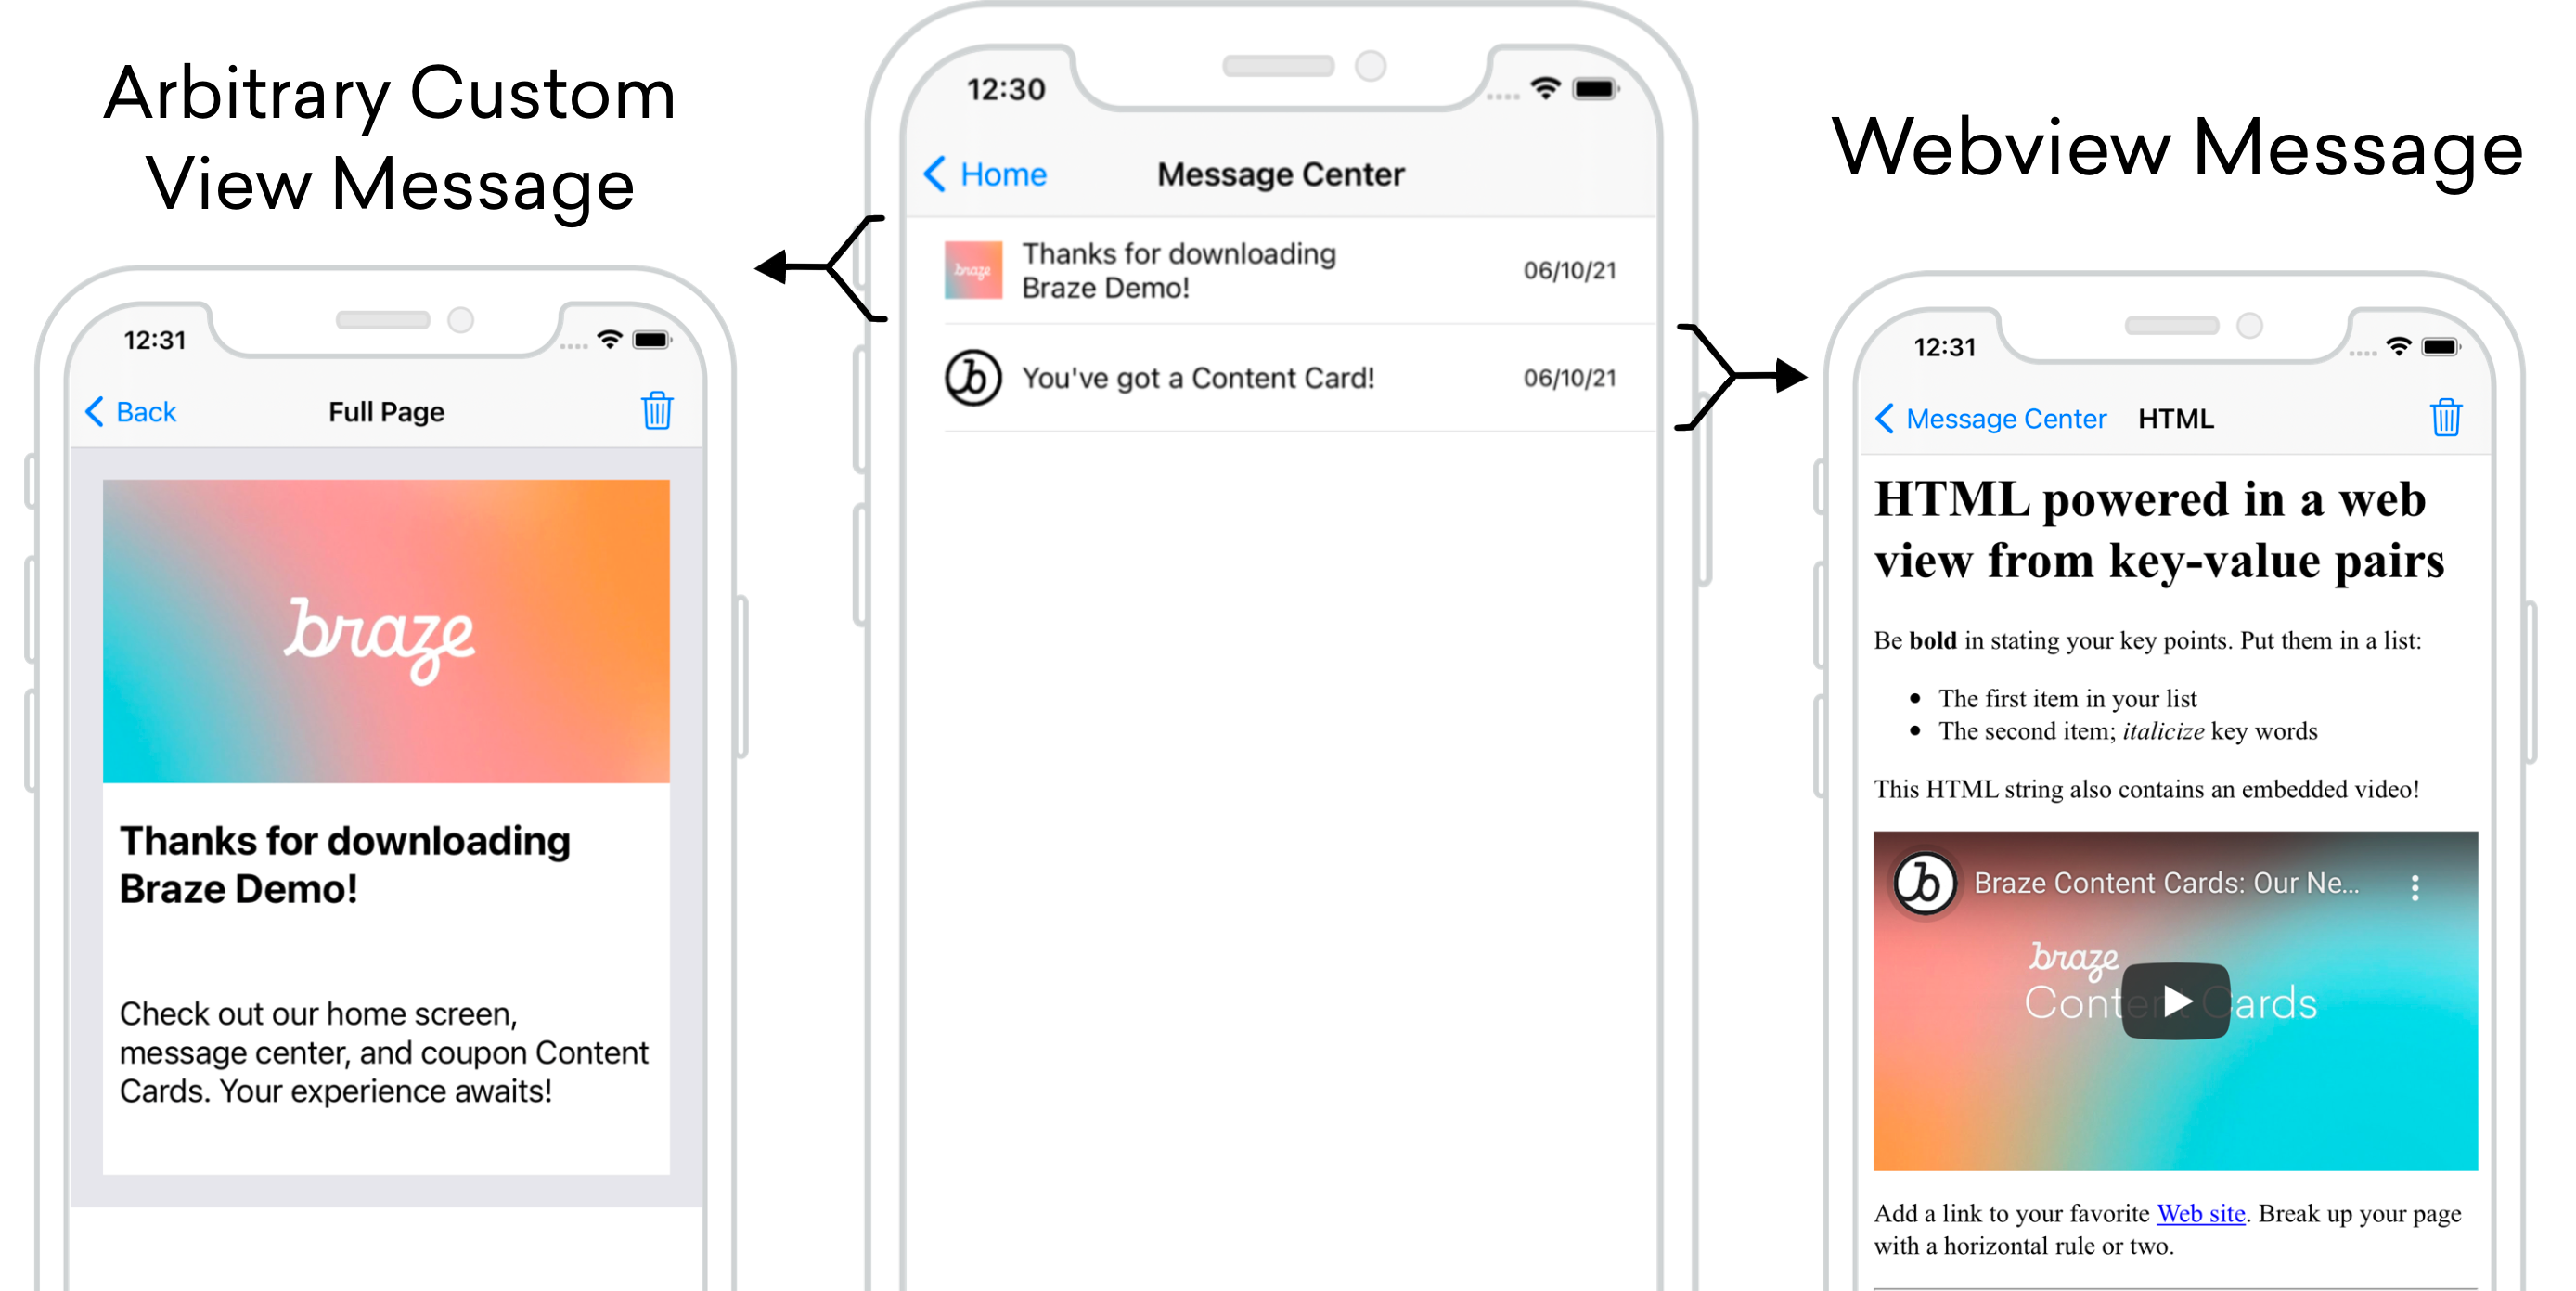 Arbitrary Custom
View Message
12:31
Back
Full Page
braze
Thanks for downloading
Braze Demo!
Check out our home screen,
message center, and coupon Content
Cards. Your experience awaits!
12:30
Home
Message Center
braze
Thanks for downloading
Braze Demo!
06/10/21
b
You've got a Content Card!
06/10/21
Webview Message
12:31
Message Center
HTML
HTML powered in a web
view from key-value pairs
Be bold in stating your key points. Put them in a list:
• The first item in your list
• The second item; italicize key words
This HTML string also contains an embedded video!
b
Braze Content Cards: Our Ne...
braze
Content Cards
Add a link to your favorite Web site. Break up your page
with a horizontal rule or two.